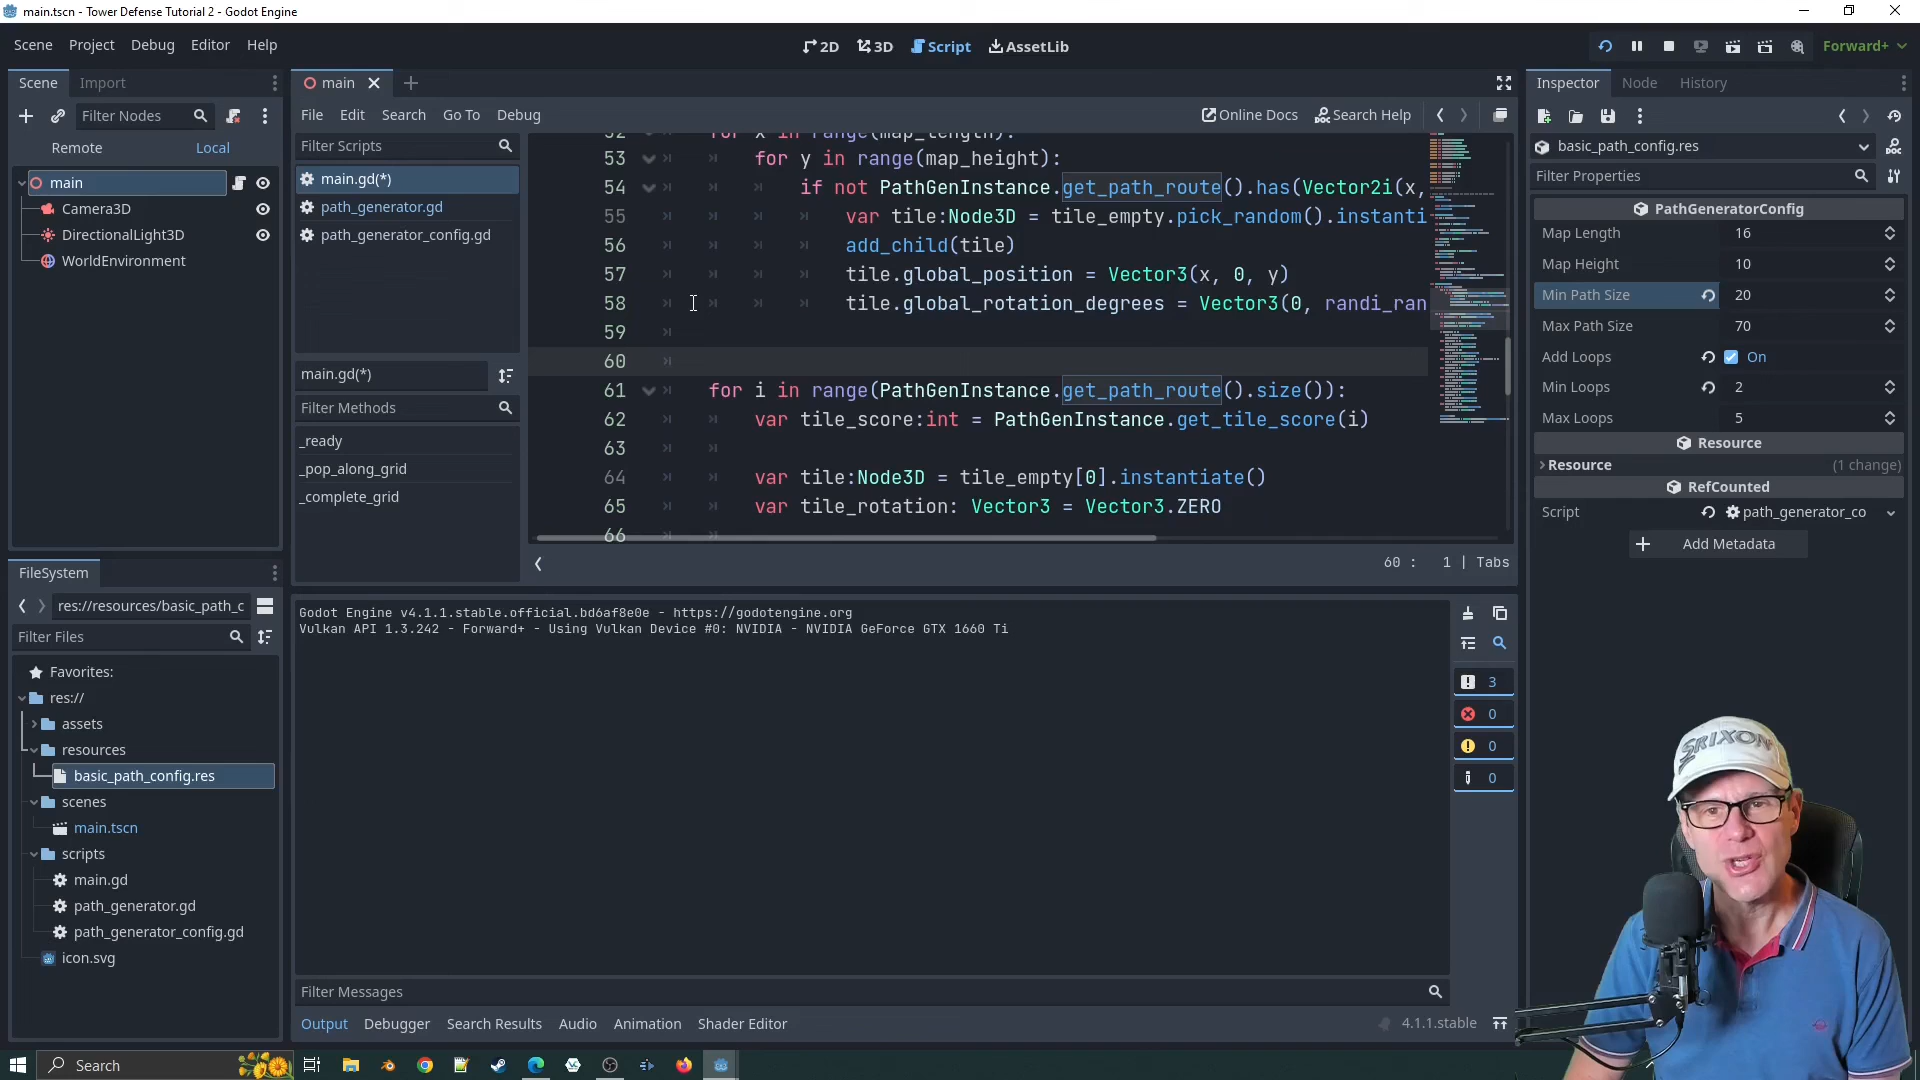 main.tscn - Tower Defense Tutorial 2 - Godot Engine
Scene Project Debug Editor Help
2D 3D Script AssetLib
Forward+
Scene Import
Filter Nodes
Remote Local
main
Camera3D
DirectionalLight3D
WorldEnvironment
main
File Edit Search Go To Debug
Online Docs Search Help
Filter Scripts
main.gd(*)
path_generator.gd
path_generator_config.gd
main.gd(*)
Filter Methods
_ready
_pop_along_grid
_complete_grid
52 for x in range(map_length):
53 for y in range(map_height):
54 if not PathGenInstance.get_path_route().has(Vector2i(x,
55 var tile:Node3D = tile_empty.pick_random().instanti
56 add_child(tile)
57 tile.global_position = Vector3(x, 0, y)
58 tile.global_rotation_degrees = Vector3(0, randi_ran
59
60
61 for i in range(PathGenInstance.get_path_route().size()):
62 var tile_score:int = PathGenInstance.get_tile_score(i)
63
64 var tile:Node3D = tile_empty[0].instantiate()
65 var tile_rotation: Vector3 = Vector3.ZERO
66
60 : 1 | Tabs
Godot Engine v4.1.1.stable.official.bd6af8e0e - https://godotengine.org
Vulkan API 1.3.242 - Forward+ - Using Vulkan Device #0: NVIDIA - NVIDIA GeForce GTX 1660 Ti
3
0
0
0
Filter Messages
Output Debugger Search Results Audio Animation Shader Editor
4.1.1.stable
FileSystem
res://resources/basic_path_c
Filter Files
Favorites:
res://
assets
resources
basic_path_config.res
scenes
main.tscn
scripts
main.gd
path_generator.gd
path_generator_config.gd
icon.svg
Inspector Node History
basic_path_config.res
Filter Properties
PathGeneratorConfig
Map Length 16
Map Height 10
Min Path Size 20
Max Path Size 70
Add Loops On
Min Loops 2
Max Loops 5
Resource
Resource (1 change)
RefCounted
Script path_generator_co
Add Metadata
SRIXON
Search